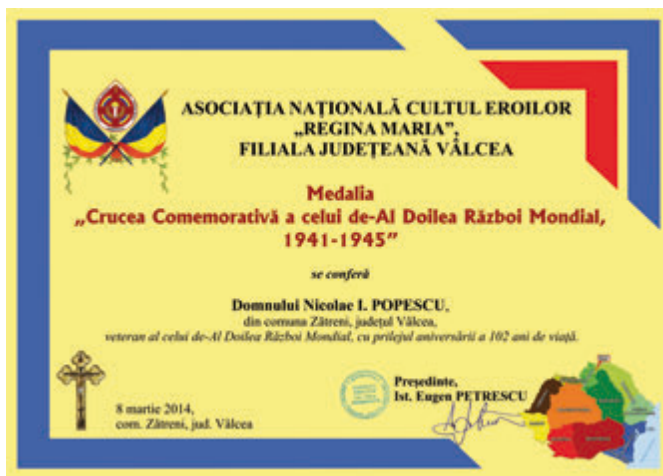 ASOCIAȚIA NAȚIONALĂ CULTUL EROILOR
„REGINA MARIA”,
FILIALA JUDEȚEANĂ VÂLCEA
Medalia
„Crucea Comemorativă a celui de-Al Doilea Război Mondial,
1941-1945”
se conferă
Domnului Nicolae I. POPESCU,
din comuna Zătreni, județul Vâlcea,
veteran al celui de-Al Doilea Război Mondial, cu prilejul aniversării a 102 ani de viață.
Președinte,
Ist. Eugen PETRESCU
8 martie 2014,
com. Zătreni, jud. Vâlcea